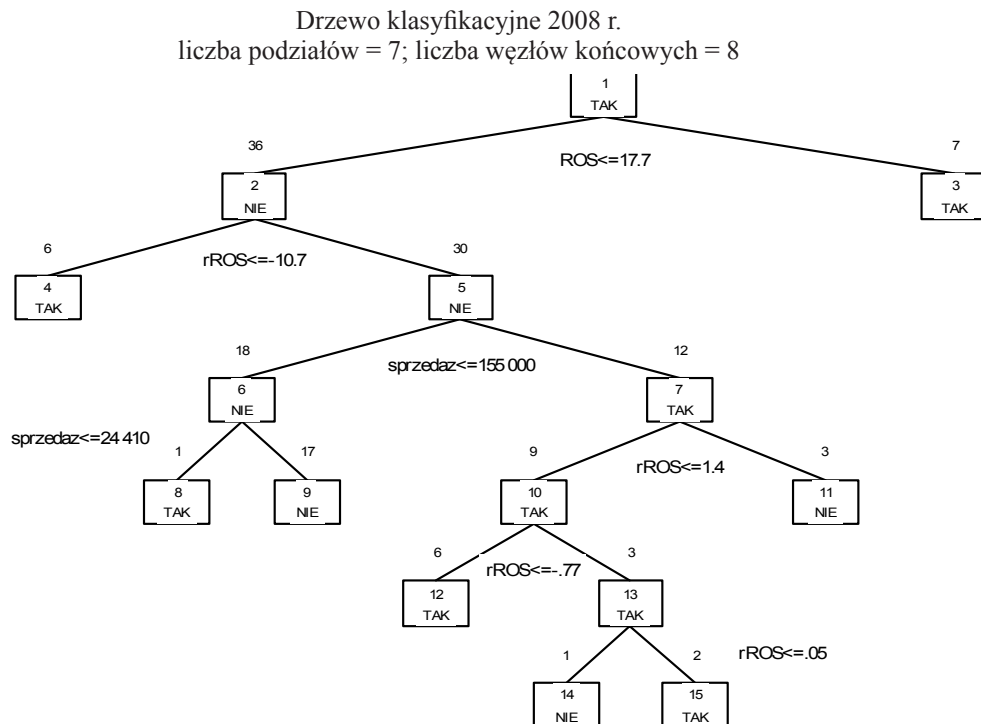 Drzewo klasyfikacyjne 2008 r.
liczba podziałów = 7; liczba węzłów końcowych = 8
1
TAK
36
ROS<=17.7
7
2
NIE
3
TAK
6
rROS<=-10.7
30
4
TAK
5
NIE
18
sprzedaz<=155 000
12
6
NIE
7
TAK
sprzedaz<=24 410
1
17
9
rROS<=1.4
3
8
TAK
9
NIE
10
TAK
11
NIE
6
rROS<=-.77
3
12
TAK
13
TAK
1
2
rROS<=.05
14
NIE
15
TAK